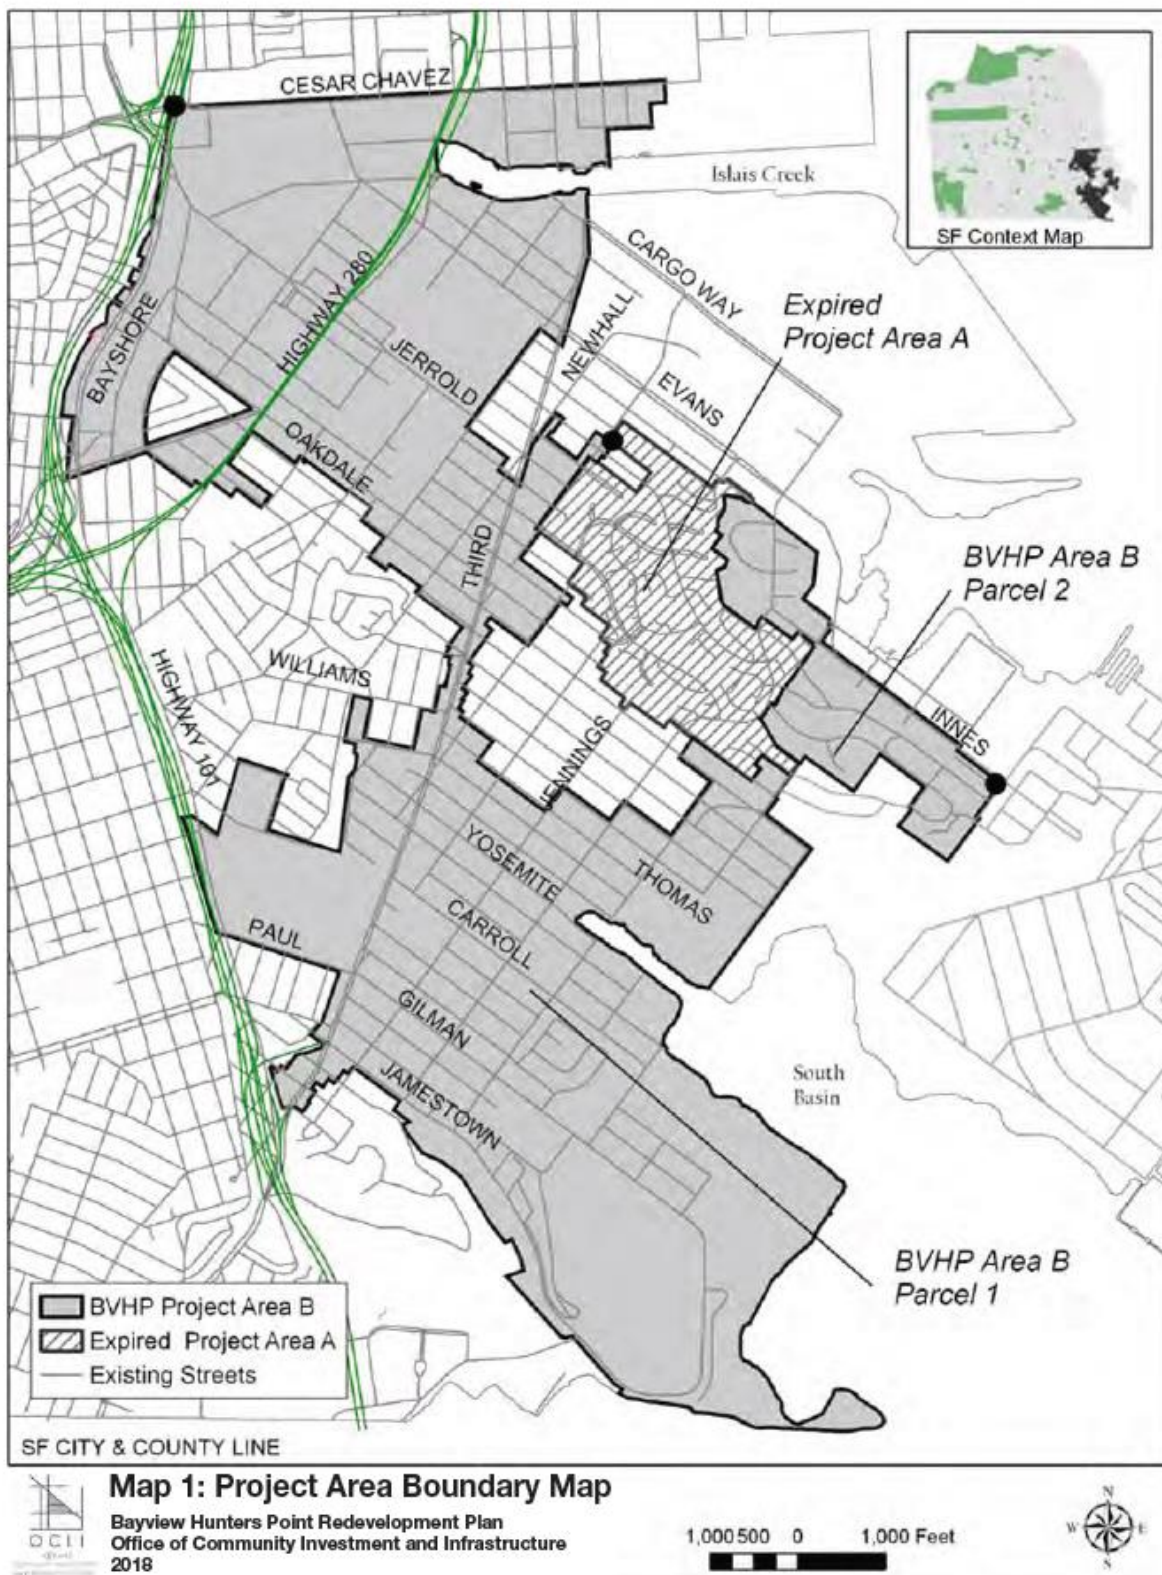 CESAR CHAVEZ
Islais Creek
SF Context Map
CARGO WAY
Expired
Project Area A
NEWHALL
HIGHWAY 280
BAYSHORE
JERROLD
EVANS
OAKDALE
THIRD
BVHP Area B
Parcel 2
WILLIAMS
HIGHWAY 101
INNES
JENNINGS
YOSEMITE
THOMAS
CARROLL
PAUL
GILMAN
JAMESTOWN
South
Basin
BVHP Area B
Parcel 1
BVHP Project Area B
Expired Project Area A
Existing Streets
SF CITY & COUNTY LINE
Map 1: Project Area Boundary Map
Bayview Hunters Point Redevelopment Plan
Office of Community Investment and Infrastructure
2018
OCII
1,000 500 0 1,000 Feet
N
W E
S